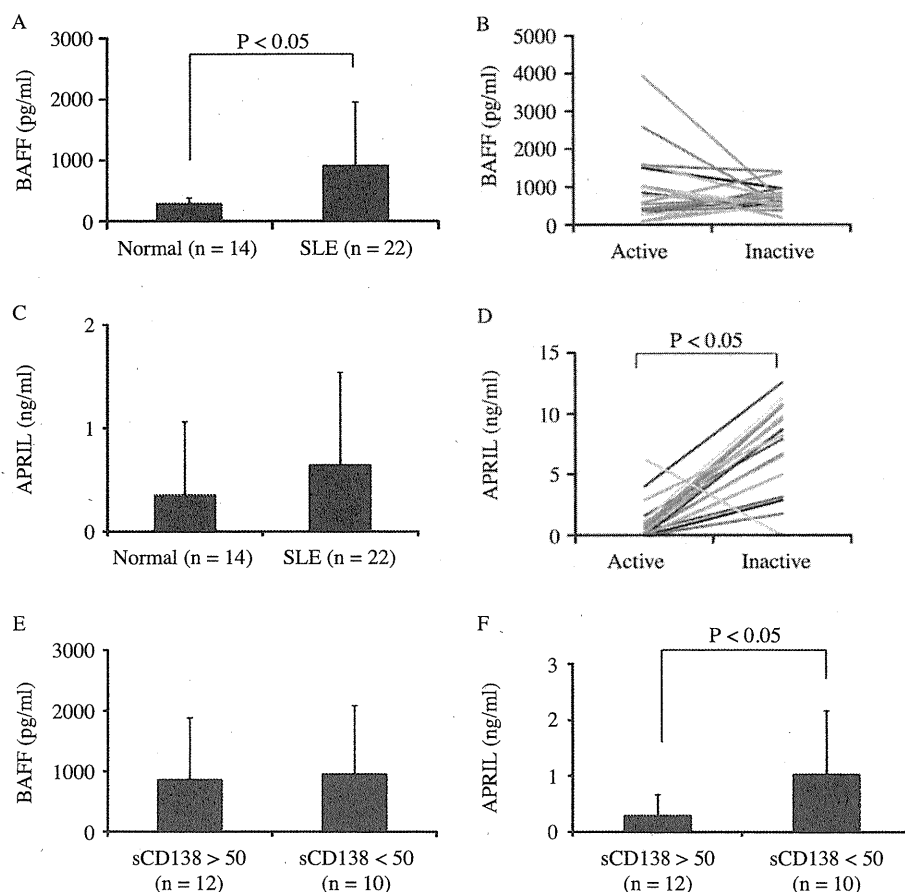 A
P < 0.05
3000
2000
1000
0
BAFF (pg/ml)
Normal (n = 14)
SLE (n = 22)
B
5000
4000
3000
2000
1000
0
BAFF (pg/ml)
Active
Inactive
C
2
1
0
APRIL (ng/ml)
Normal (n = 14)
SLE (n = 22)
D
P < 0.05
15
10
5
0
APRIL (ng/ml)
Active
Inactive
E
3000
2000
1000
0
BAFF (pg/ml)
sCD138 > 50
(n = 12)
sCD138 < 50
(n = 10)
F
P < 0.05
3
2
1
0
APRIL (ng/ml)
sCD138 > 50
(n = 12)
sCD138 < 50
(n = 10)